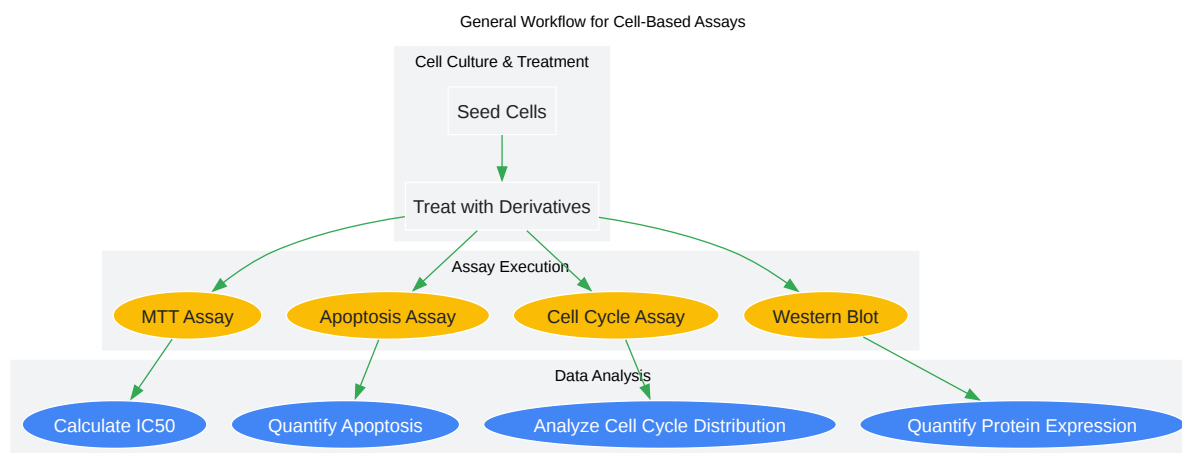 General Workflow for Cell-Based Assays
Cell Culture & Treatment
Seed Cells
Treat with Derivatives
Assay Execution
MTT Assay
Apoptosis Assay
Cell Cycle Assay
Western Blot
Data Analysis
Calculate IC50
Quantify Apoptosis
Analyze Cell Cycle Distribution
Quantify Protein Expression